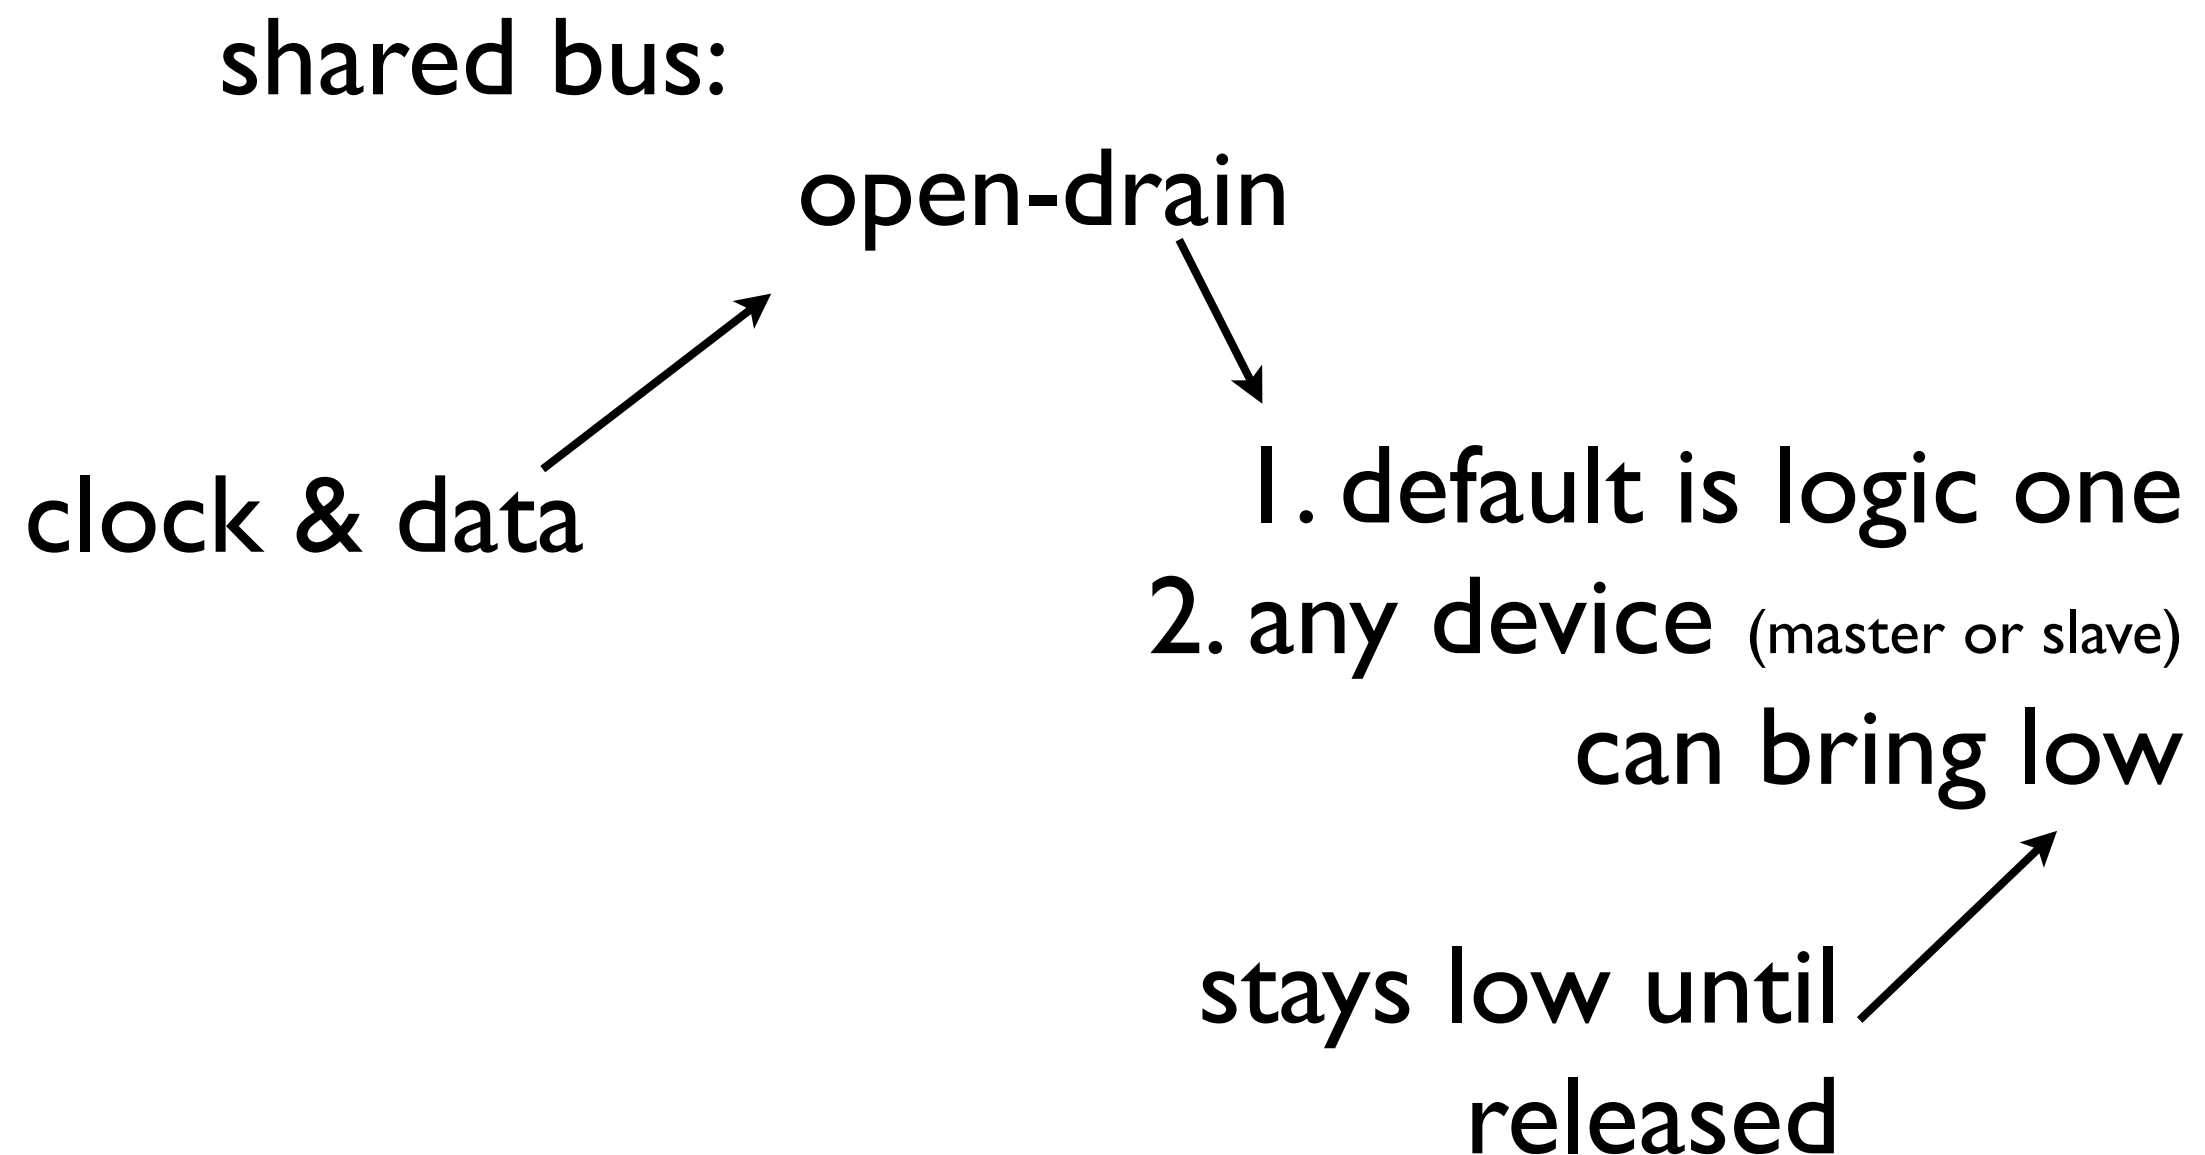 shared bus:
open-drain
clock & data
1. default is logic one
2. any device (master or slave)
can bring low
stays low until
released